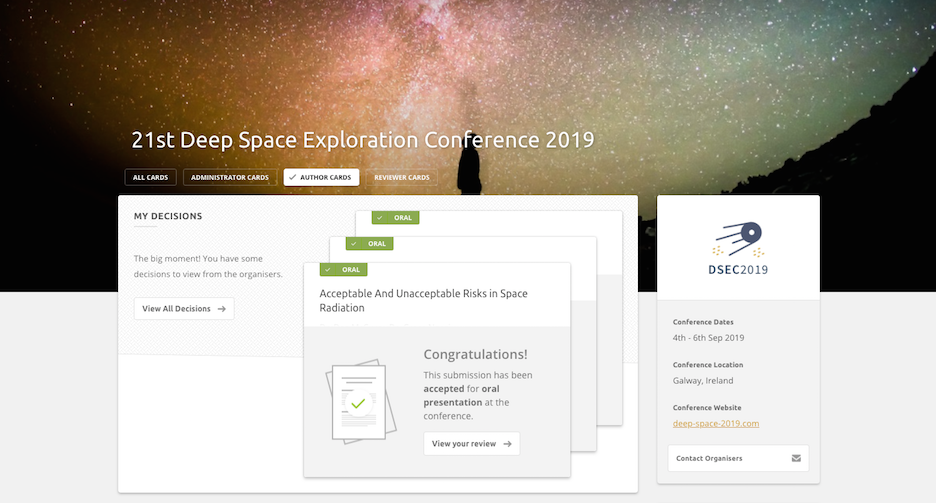 21st Deep Space Exploration Conference 2019
ALL CARDS
ADMINISTRATOR CARDS
AUTHOR CARDS
REVIEWER CARDS
MY DECISIONS
The big moment! You have some
decisions to view from the organisers.
View All Decisions
ORAL
ORAL
ORAL
Acceptable And Unacceptable Risks in Space
Radiation
Congratulations!
This submission has been
accepted for oral
presentation at the
conference.
View your review
DSEC2019
Conference Dates
4th - 6th Sep 2019
Conference Location
Galway, Ireland
Conference Website
deep-space-2019.com
Contact Organisers